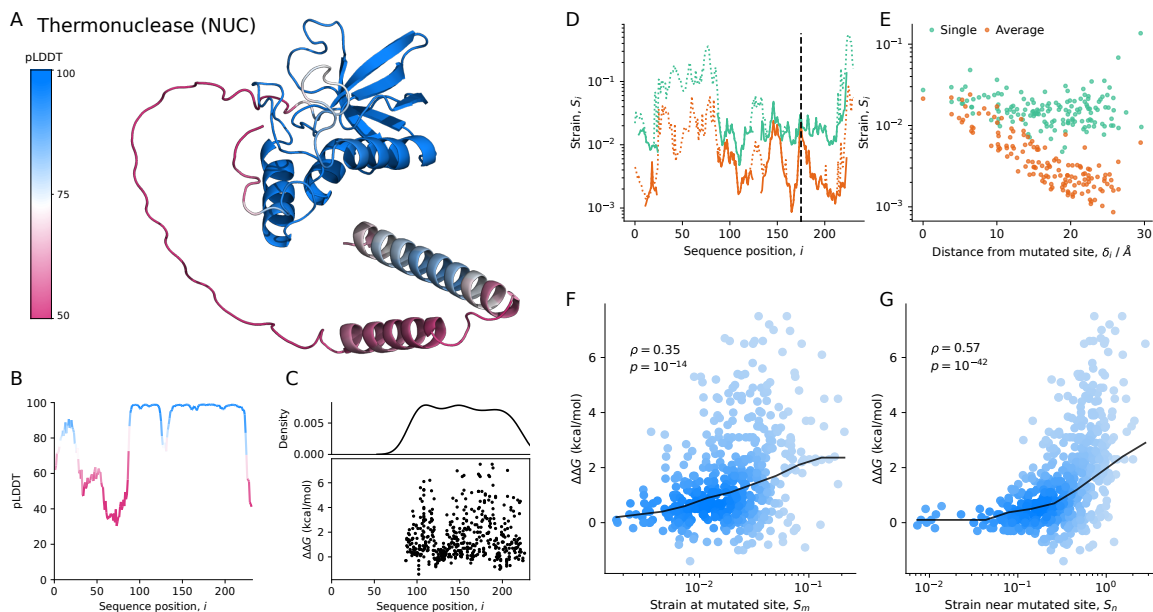 A
Thermonuclease (NUC)
pLDDT
100
75
50
B
100
80
60
40
20
0
pLDDT
0 50 100 150 200
Sequence position, i
C
Density
0.005
0.000
ΔΔG (kcal/mol)
6
4
2
0
0 50 100 150 200
Sequence position, i
D
Strain, Sᵢ
10⁻¹
10⁻²
10⁻³
0 50 100 150 200
Sequence position, i
E
Single
Average
Strain, Sᵢ
10⁻¹
10⁻²
10⁻³
0 10 20 30
Distance from mutated site, δᵢ / Å
F
ρ = 0.35
p = 10⁻¹⁴
ΔΔG (kcal/mol)
6
4
2
0
10⁻² 10⁻¹
Strain at mutated site, Sₘ
G
ρ = 0.57
p = 10⁻⁴²
ΔΔG (kcal/mol)
6
4
2
0
10⁻² 10⁻¹ 10⁰
Strain near mutated site, Sₙ